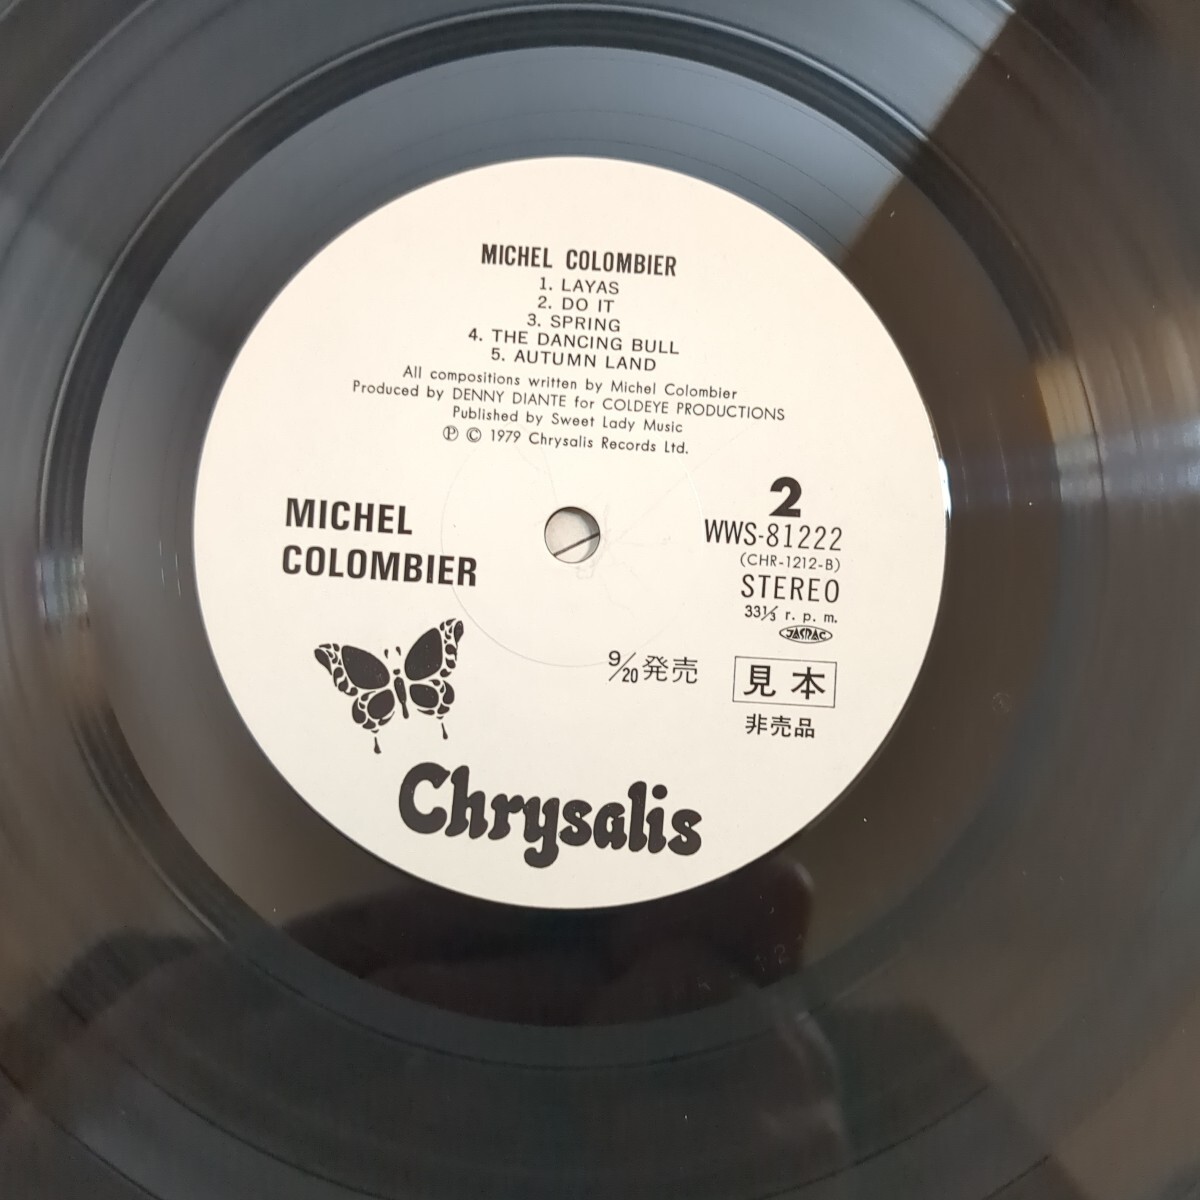 MICHEL COLOMBIER
1. LAYAS
2. DO IT
3. SPRING
4. THE DANCING BULL
5. AUTUMN LAND
All compositions written by Michel Colombier
Produced by DENNY DIANTE for COLDEYE PRODUCTIONS
Published by Sweet Lady Music
℗ © 1979 Chrysalis Records Ltd.
MICHEL
COLOMBIER
2
WWS-81222
(CHR-1212-B)
STEREO
33⅓ r. p. m.
JASRAC
9/20発売
見本
非売品
Chrysalis